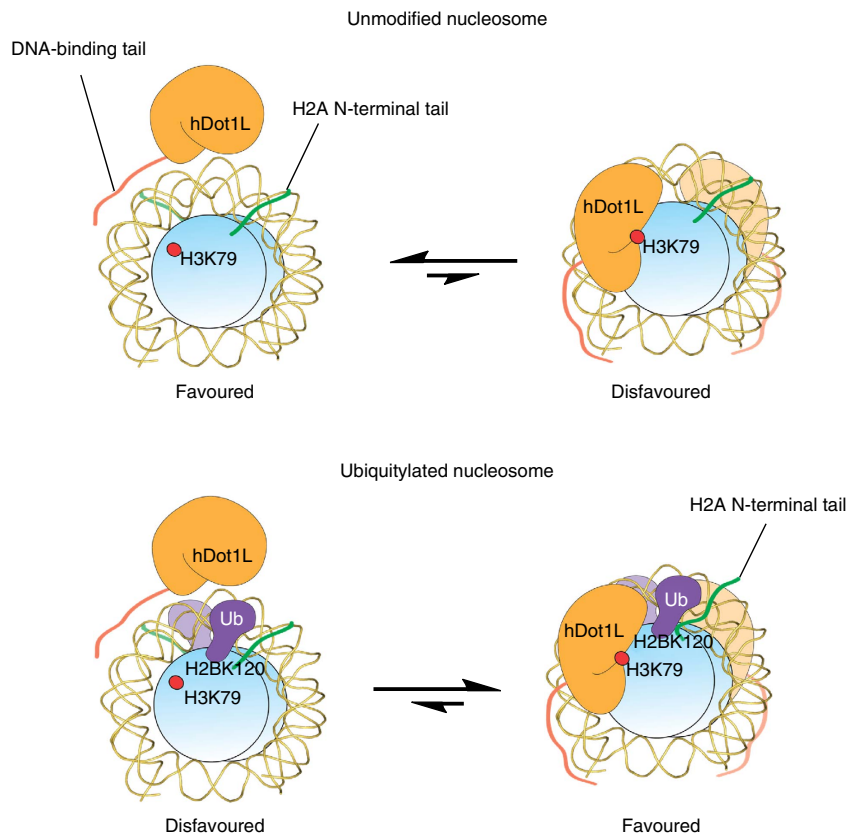 Unmodified nucleosome
DNA-binding tail
H2A N-terminal tail
hDot1L
H3K79
Favoured
hDot1L
H3K79
Disfavoured
Ubiquitylated nucleosome
hDot1L
Ub
H2BK120
H3K79
Disfavoured
H2A N-terminal tail
Ub
hDot1L
H2BK120
H3K79
Favoured